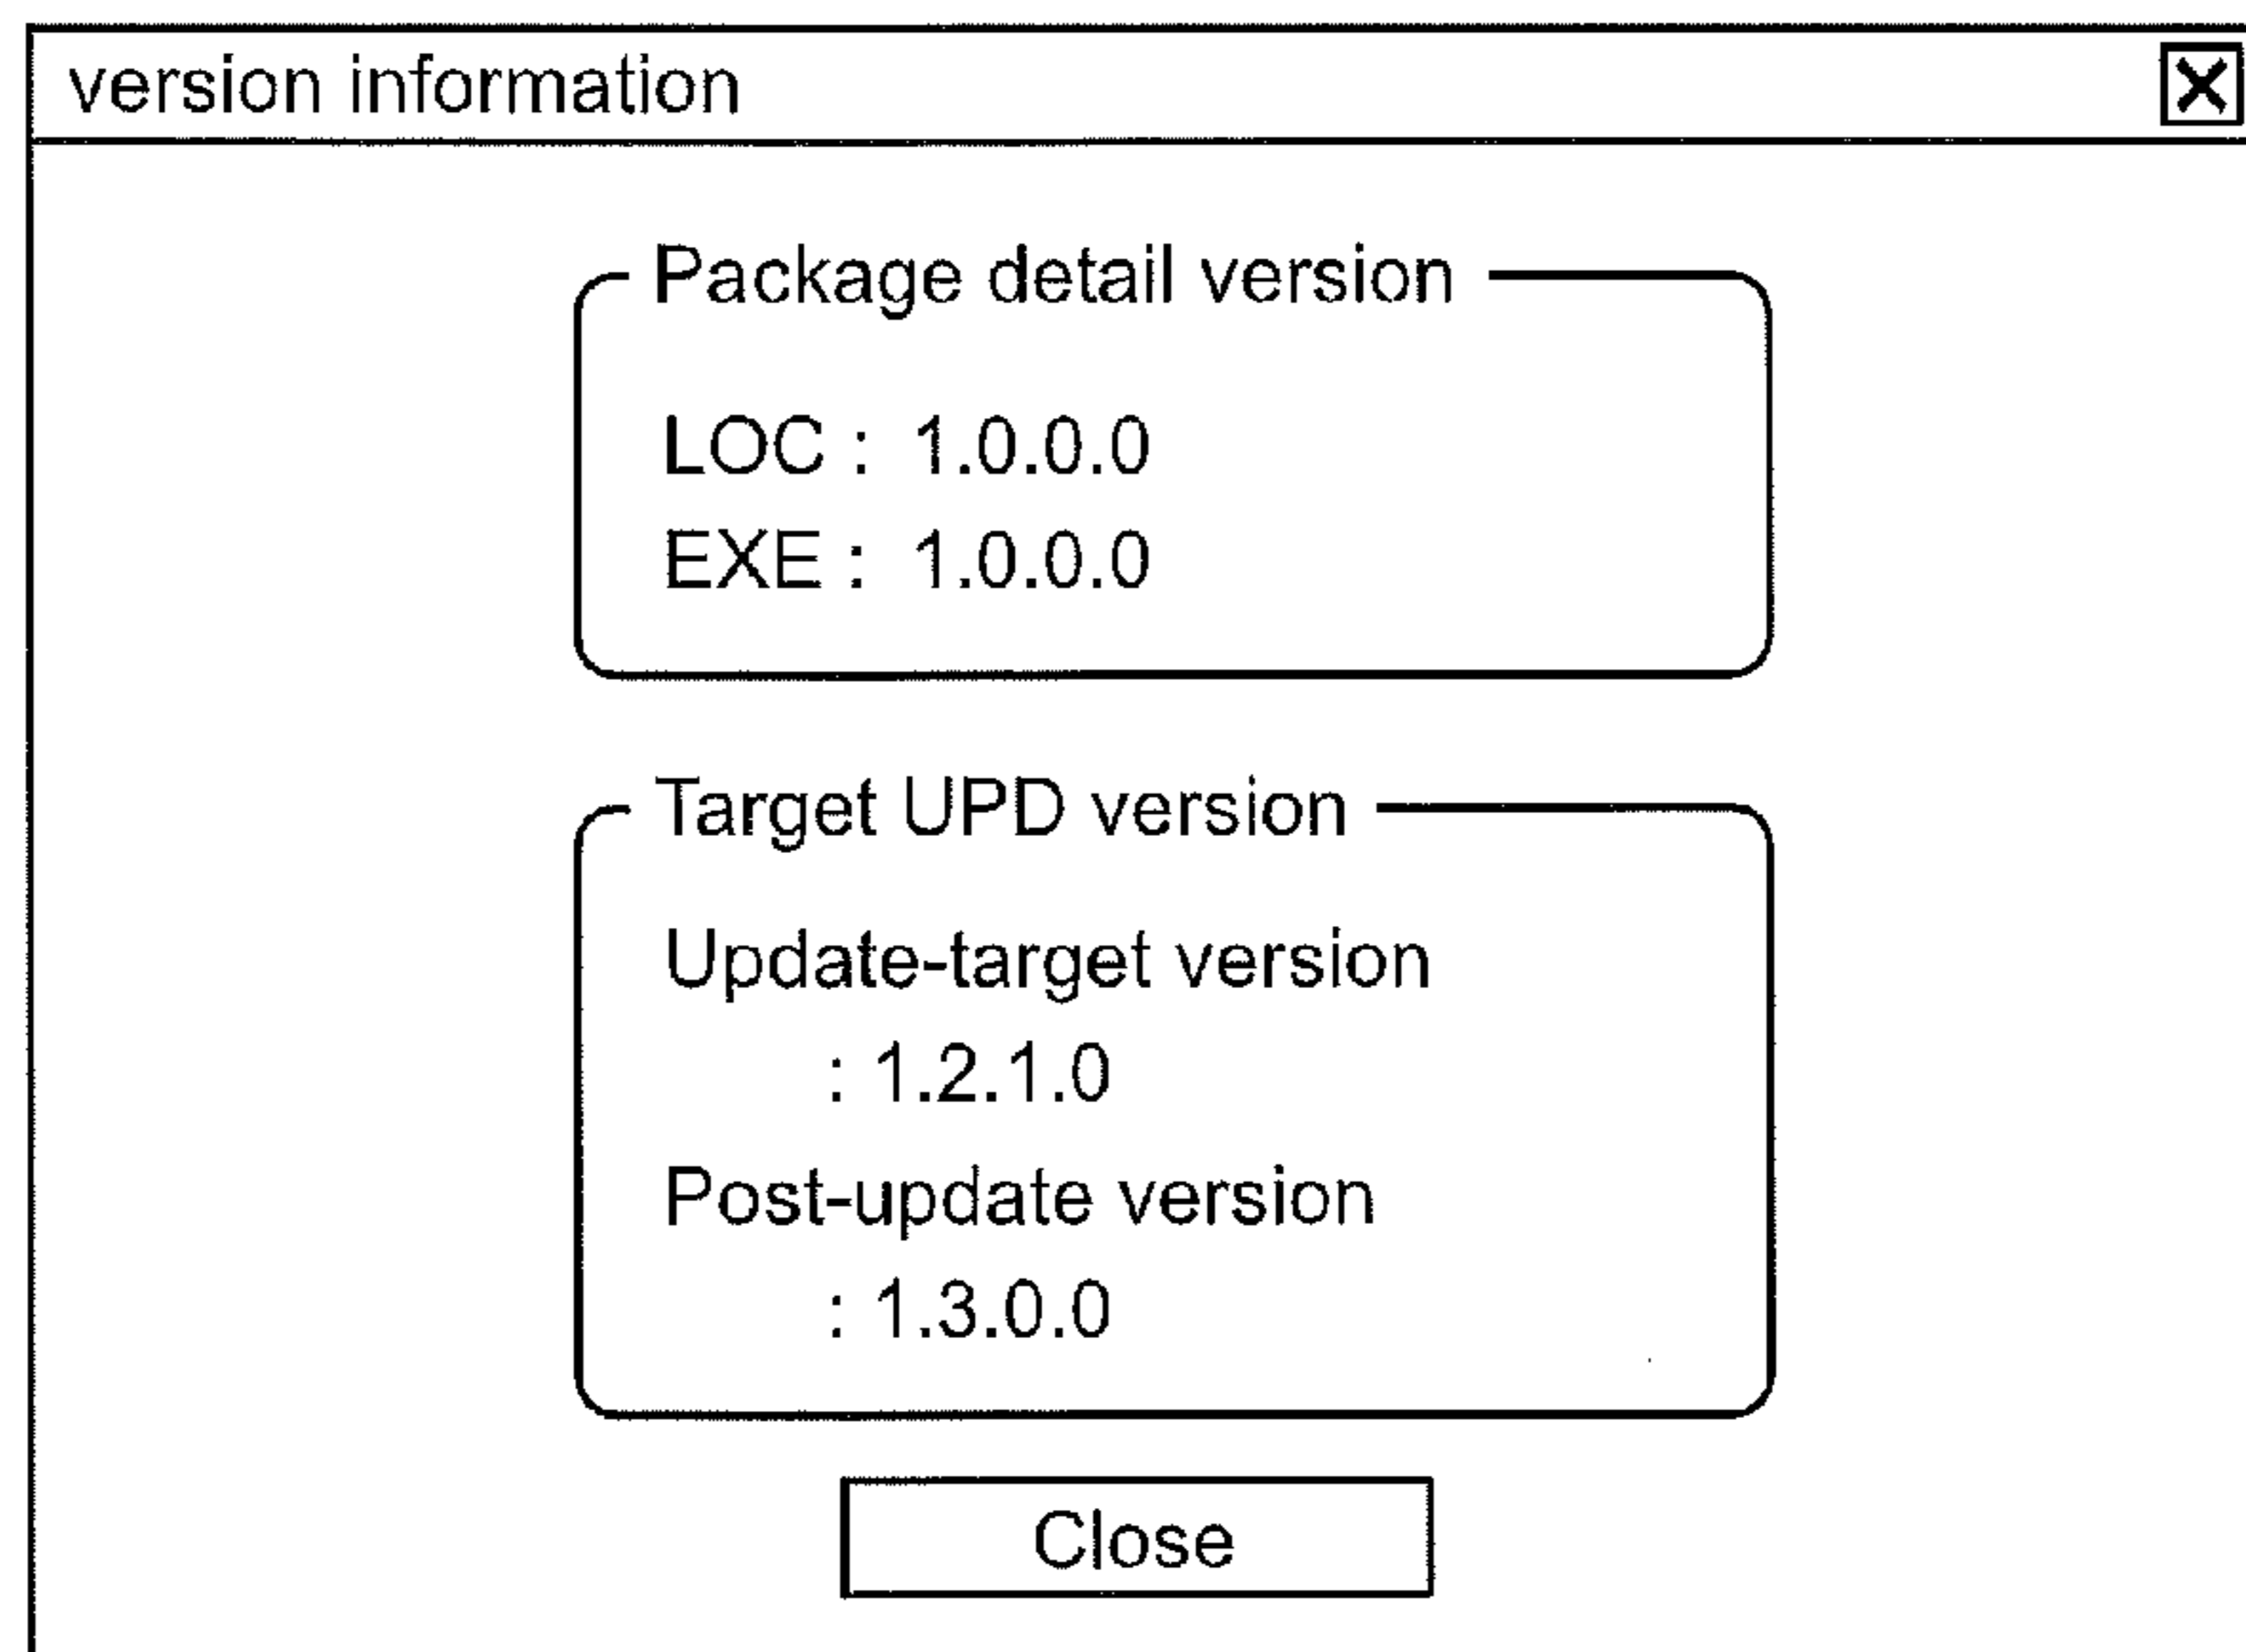 version information
Package detail version
LOC : 1.0.0.0
EXE : 1.0.0.0
Target UPD version
Update-target version
: 1.2.1.0
Post-update version
: 1.3.0.0
Close